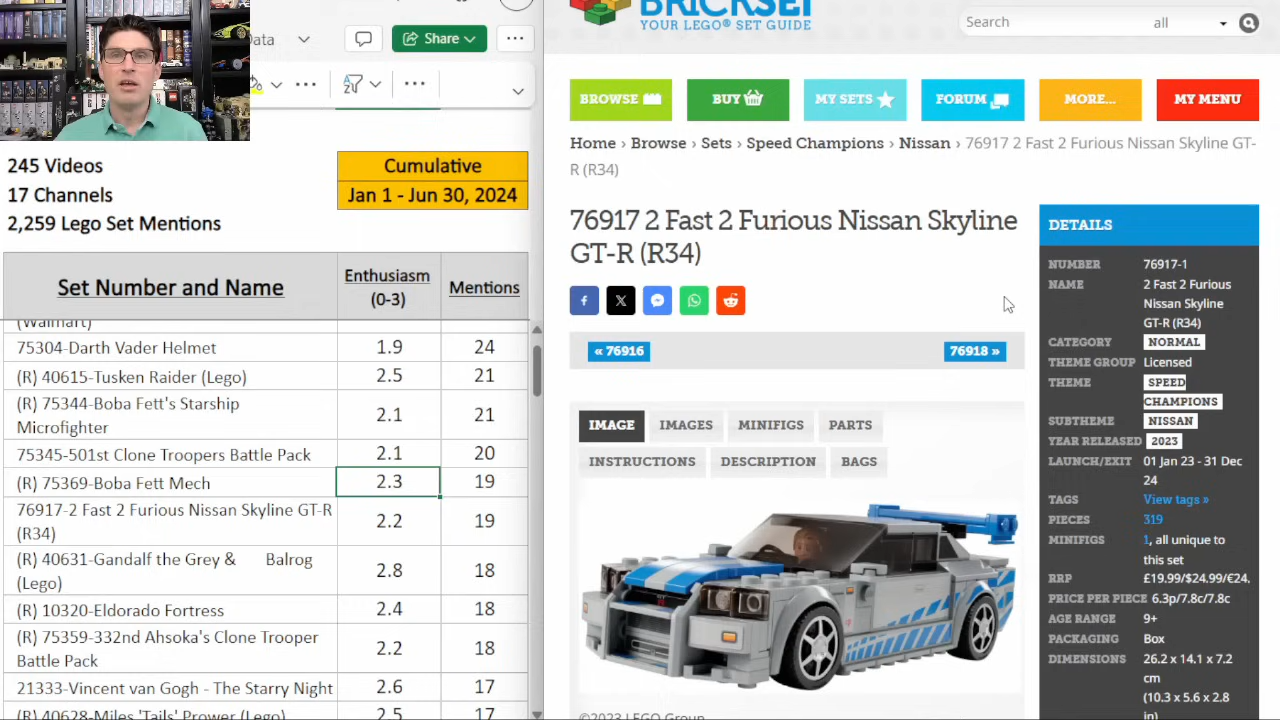 Data
Share
245 Videos
17 Channels
2,259 Lego Set Mentions
Cumulative
Jan 1 - Jun 30, 2024
Set Number and Name
Enthusiasm
(0-3)
Mentions
(Walmart)
75304-Darth Vader Helmet 1.9 24
(R) 40615-Tusken Raider (Lego) 2.5 21
(R) 75344-Boba Fett's Starship
Microfighter 2.1 21
75345-501st Clone Troopers Battle Pack 2.1 20
(R) 75369-Boba Fett Mech 2.3 19
76917-2 Fast 2 Furious Nissan Skyline GT-R
(R34) 2.2 19
(R) 40631-Gandalf the Grey & Balrog
(Lego) 2.8 18
(R) 10320-Eldorado Fortress 2.4 18
(R) 75359-332nd Ahsoka's Clone Trooper
Battle Pack 2.2 18
21333-Vincent van Gogh - The Starry Night 2.6 17
(R) 40628-Miles 'Tails' Prower (Lego) 2.5 17
BRICKSET
YOUR LEGO® SET GUIDE
Search all
BROWSE BUY MY SETS FORUM MORE... MY MENU
Home › Browse › Sets › Speed Champions › Nissan › 76917 2 Fast 2 Furious Nissan Skyline GT-
R (R34)
76917 2 Fast 2 Furious Nissan Skyline
GT-R (R34)
« 76916 76918 »
IMAGE IMAGES MINIFIGS PARTS
INSTRUCTIONS DESCRIPTION BAGS
©2023 LEGO Group
DETAILS
NUMBER 76917-1
NAME 2 Fast 2 Furious
Nissan Skyline
GT-R (R34)
CATEGORY NORMAL
THEME GROUP Licensed
THEME SPEED
CHAMPIONS
SUBTHEME NISSAN
YEAR RELEASED 2023
LAUNCH/EXIT 01 Jan 23 - 31 Dec
24
TAGS View tags »
PIECES 319
MINIFIGS 1, all unique to
this set
RRP £19.99/$24.99/€24.
PRICE PER PIECE 6.3p/7.8c/7.8c
AGE RANGE 9+
PACKAGING Box
DIMENSIONS 26.2 x 14.1 x 7.2
cm
(10.3 x 5.6 x 2.8
in)